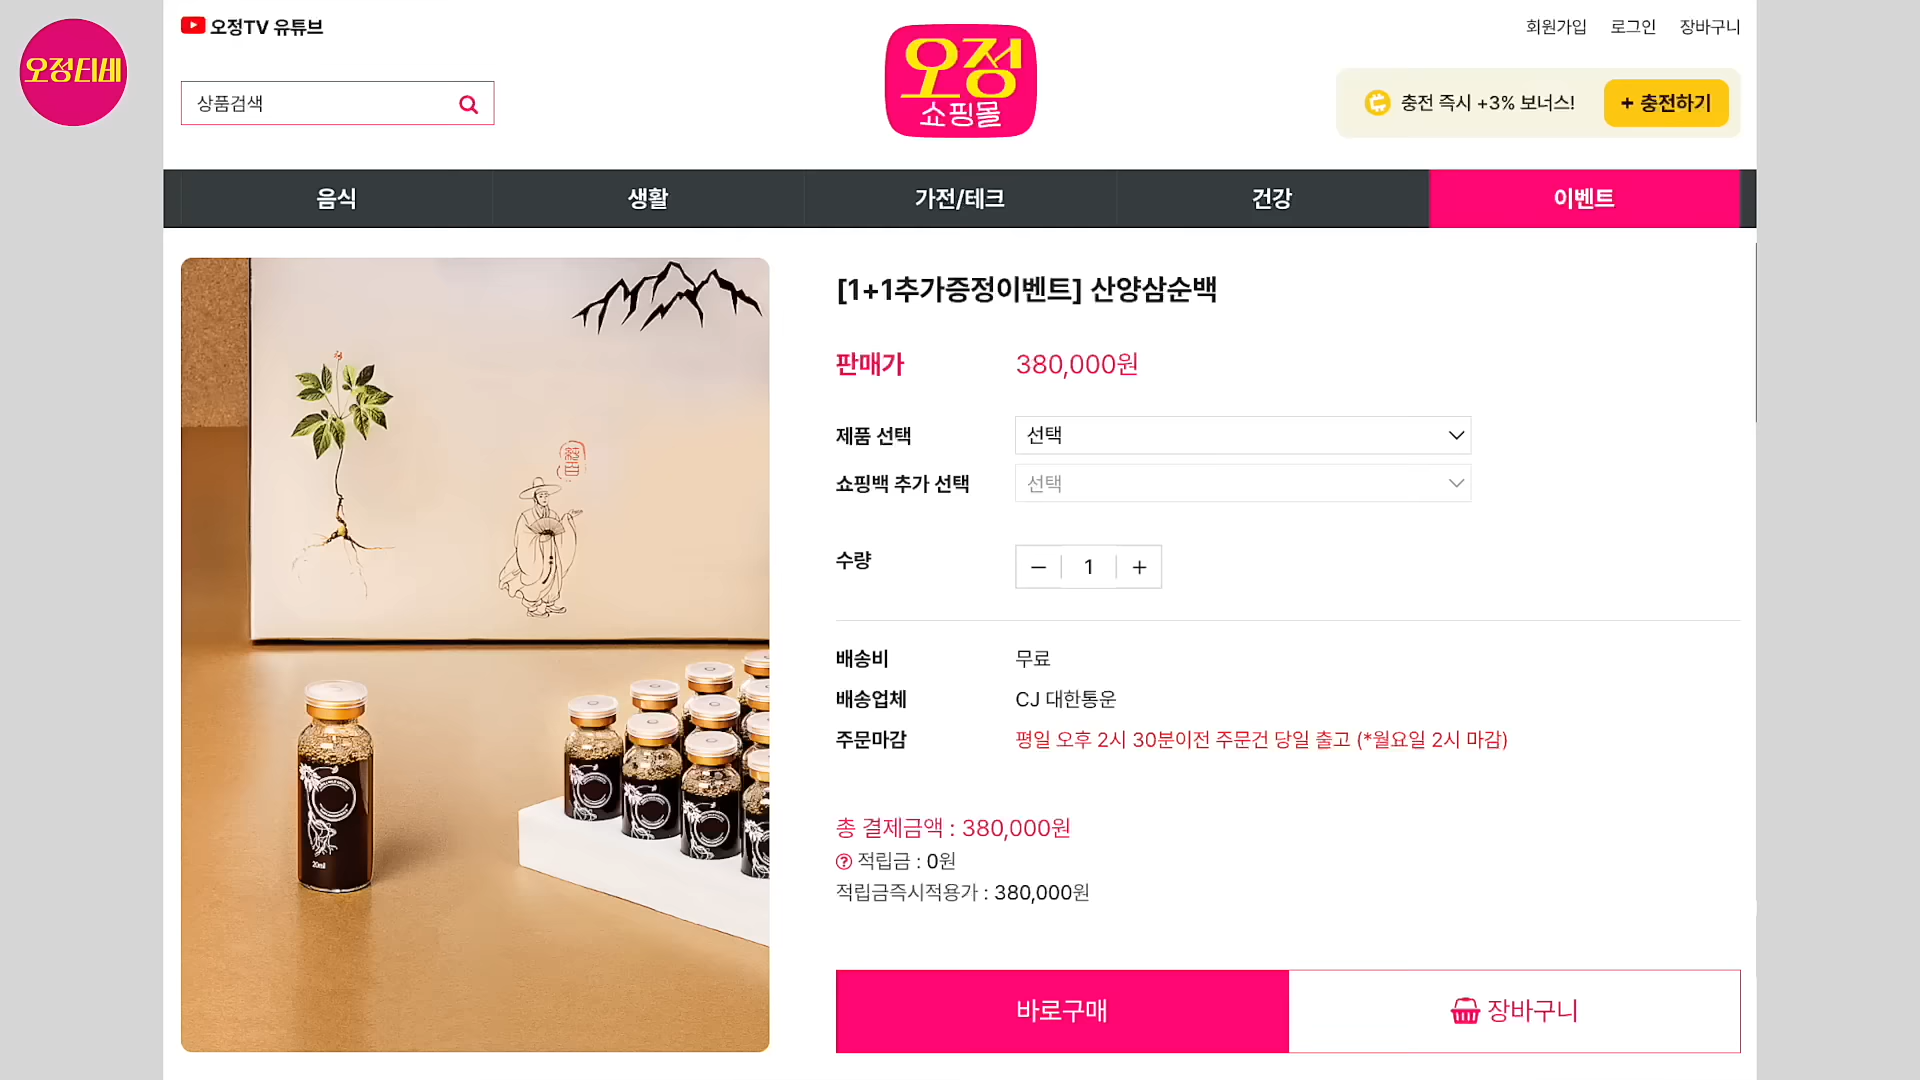 오정티비
오정TV 유튜브
회원가입 로그인 장바구니
상품검색
오정
쇼핑몰
충전 즉시 +3% 보너스!
+ 충전하기
음식 생활 가전/테크 건강 이벤트
[1+1추가증정이벤트] 산양삼순백
판매가 380,000원
제품 선택 선택
쇼핑백 추가 선택 선택
수량 1
배송비 무료
배송업체 CJ 대한통운
주문마감 평일 오후 2시 30분이전 주문건 당일 출고 (*월요일 2시 마감)
총 결제금액 : 380,000원
적립금 : 0원
적립금즉시적용가 : 380,000원
바로구매 장바구니
20ml